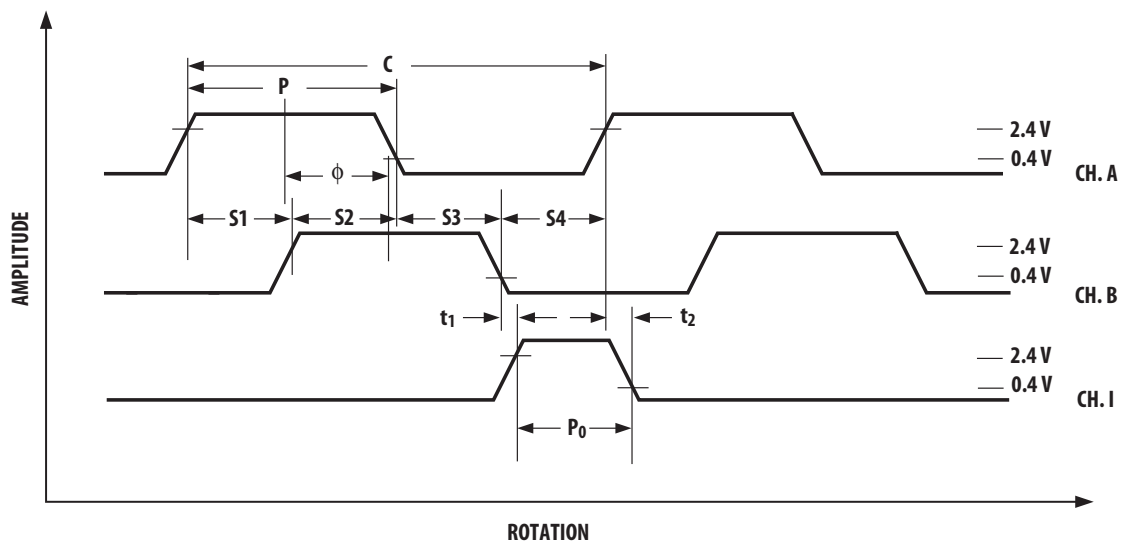 C
P
2.4 V
0.4 V
CH. A
ϕ
S1 S2 S3 S4
2.4 V
0.4 V
CH. B
AMPLITUDE
t1 t2
2.4 V
0.4 V
CH. I
P0
ROTATION